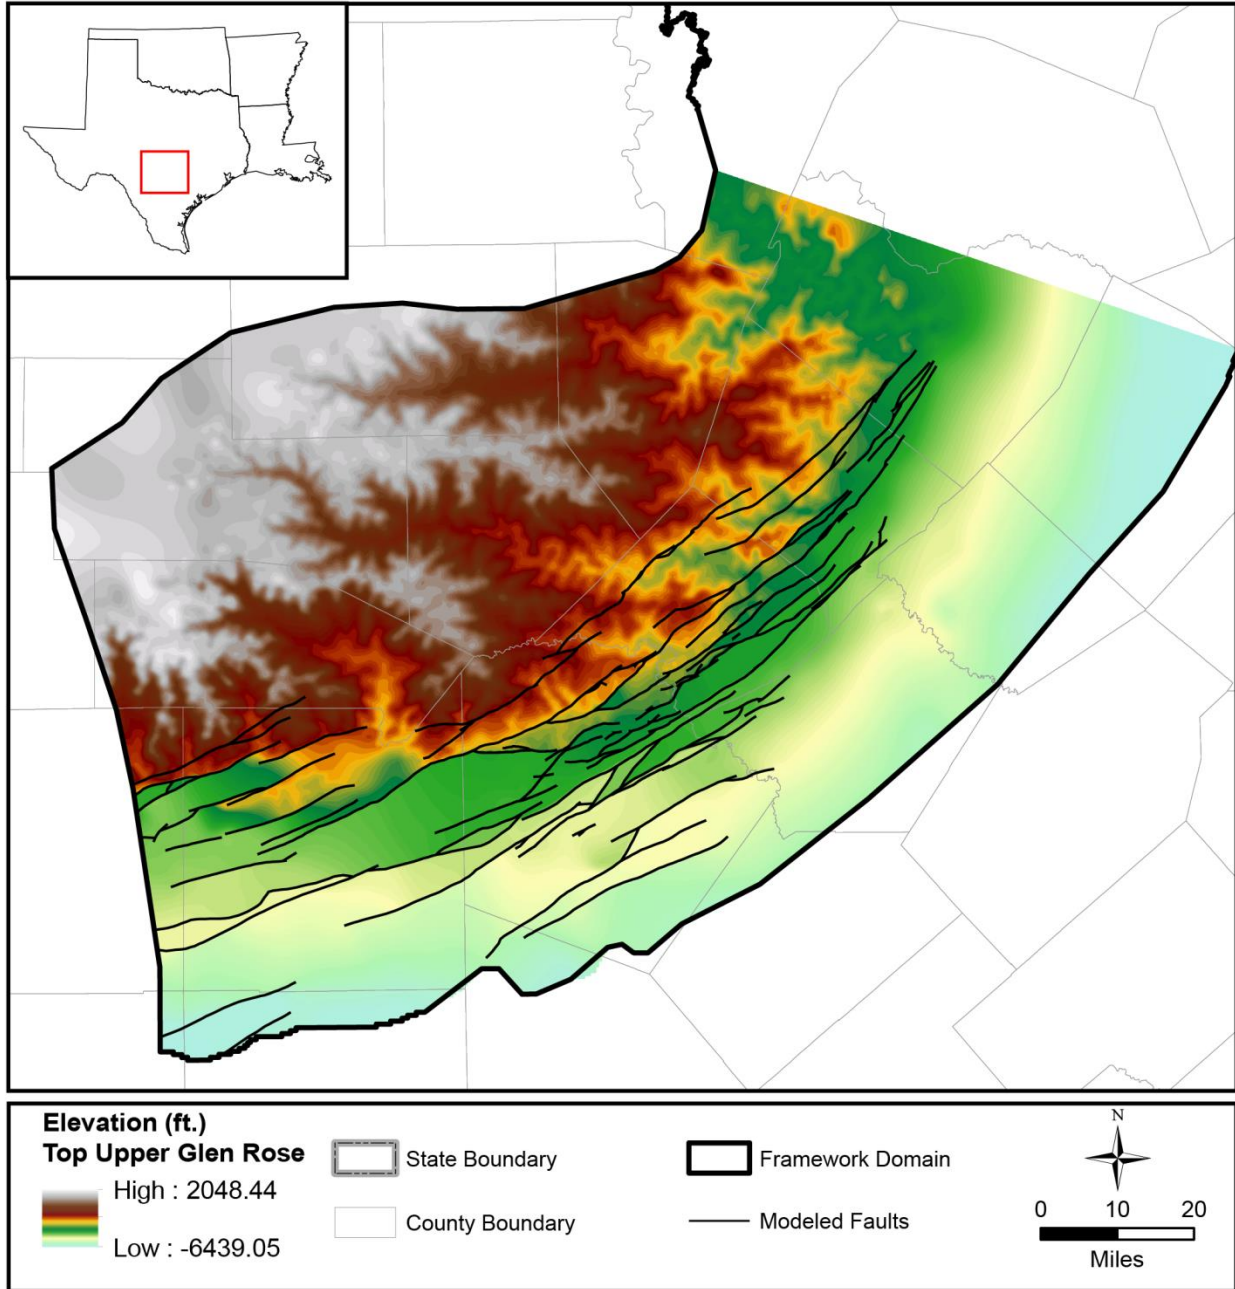 Elevation (ft.)
Top Upper Glen Rose
High : 2048.44
Low : -6439.05
State Boundary
County Boundary
Framework Domain
Modeled Faults
N
0 10 20
Miles